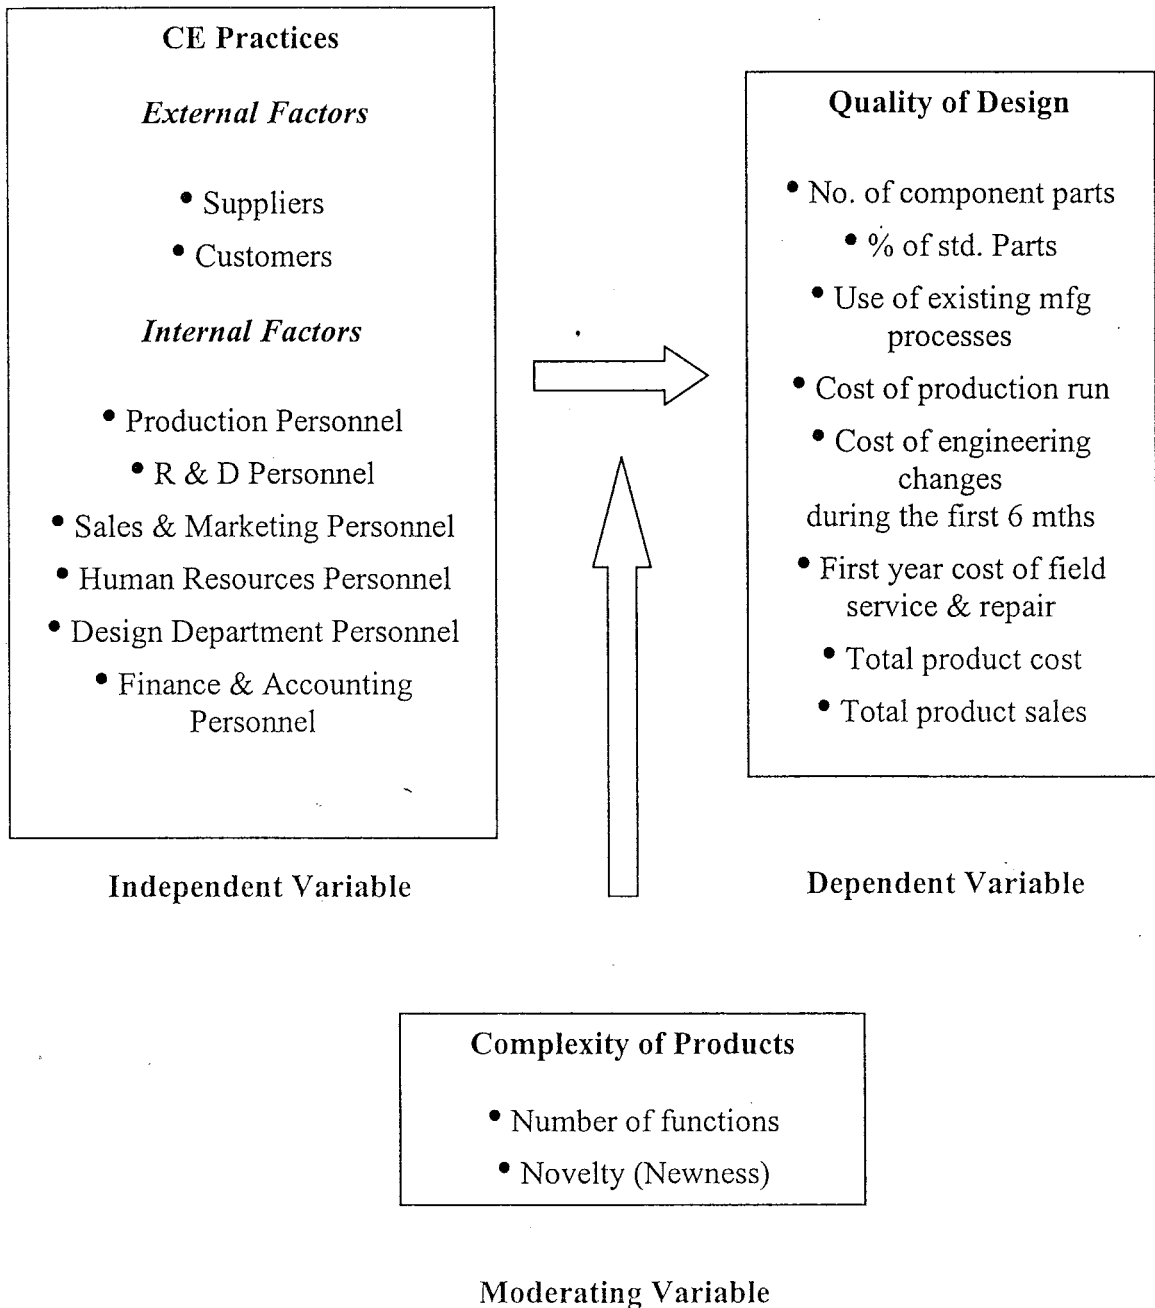 CE Practices
External Factors
• Suppliers
• Customers
Internal Factors
• Production Personnel
• R & D Personnel
• Sales & Marketing Personnel
• Human Resources Personnel
• Design Department Personnel
• Finance & Accounting
Personnel
Independent Variable
Quality of Design
• No. of component parts
• % of std. Parts
• Use of existing mfg
processes
• Cost of production run
• Cost of engineering
changes
during the first 6 mths
• First year cost of field
service & repair
• Total product cost
• Total product sales
Dependent Variable
Complexity of Products
• Number of functions
• Novelty (Newness)
Moderating Variable